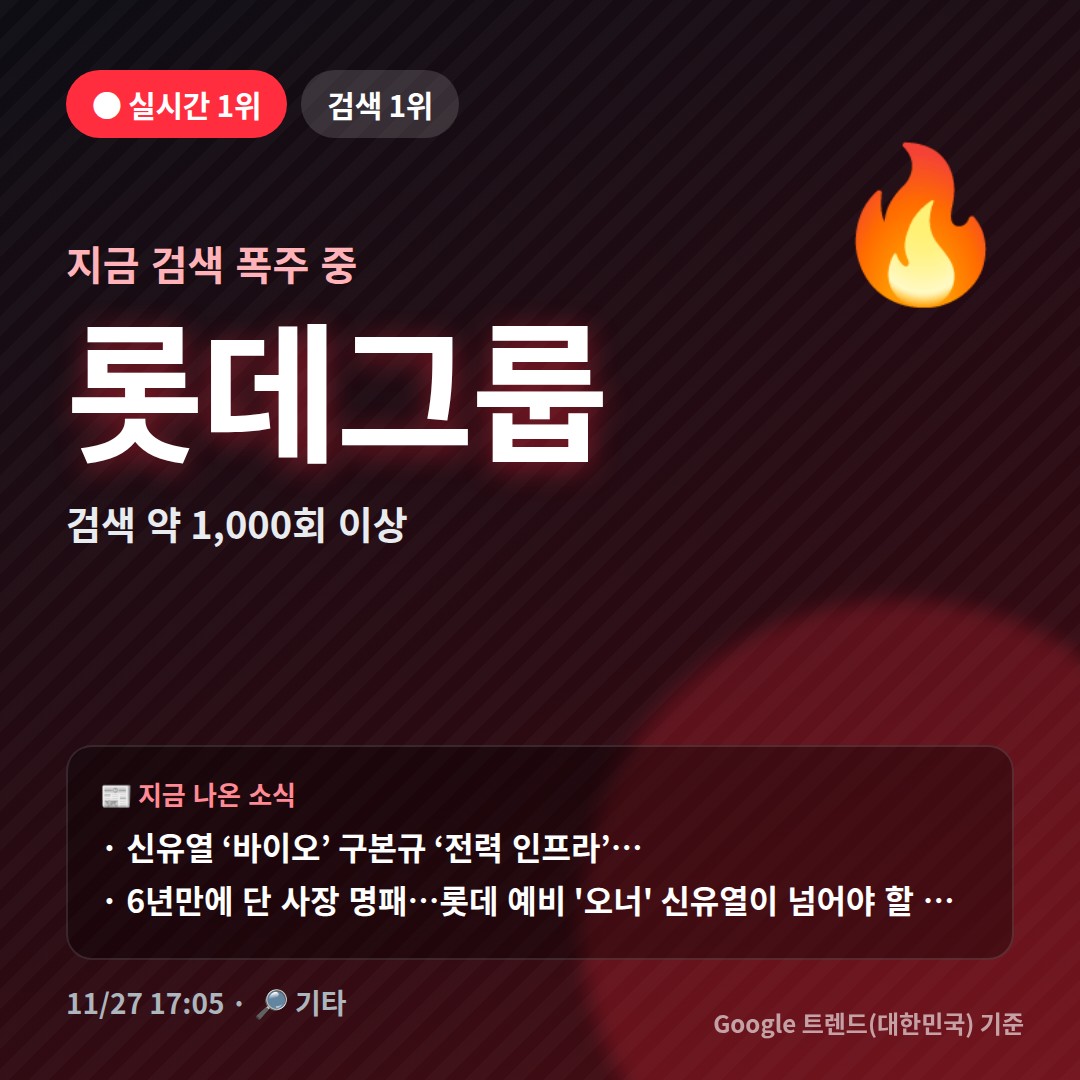 실시간 1위
검색 1위
지금 검색 폭주 중
롯데그룹
검색 약 1,000회 이상
📰 지금 나온 소식
· 신유열 ‘바이오’ 구본규 ‘전력 인프라’…
· 6년만에 단 사장 명패…롯데 예비 '오너' 신유열이 넘어야 할 …
11/27 17:05 · 🔎 기타
Google 트렌드(대한민국) 기준